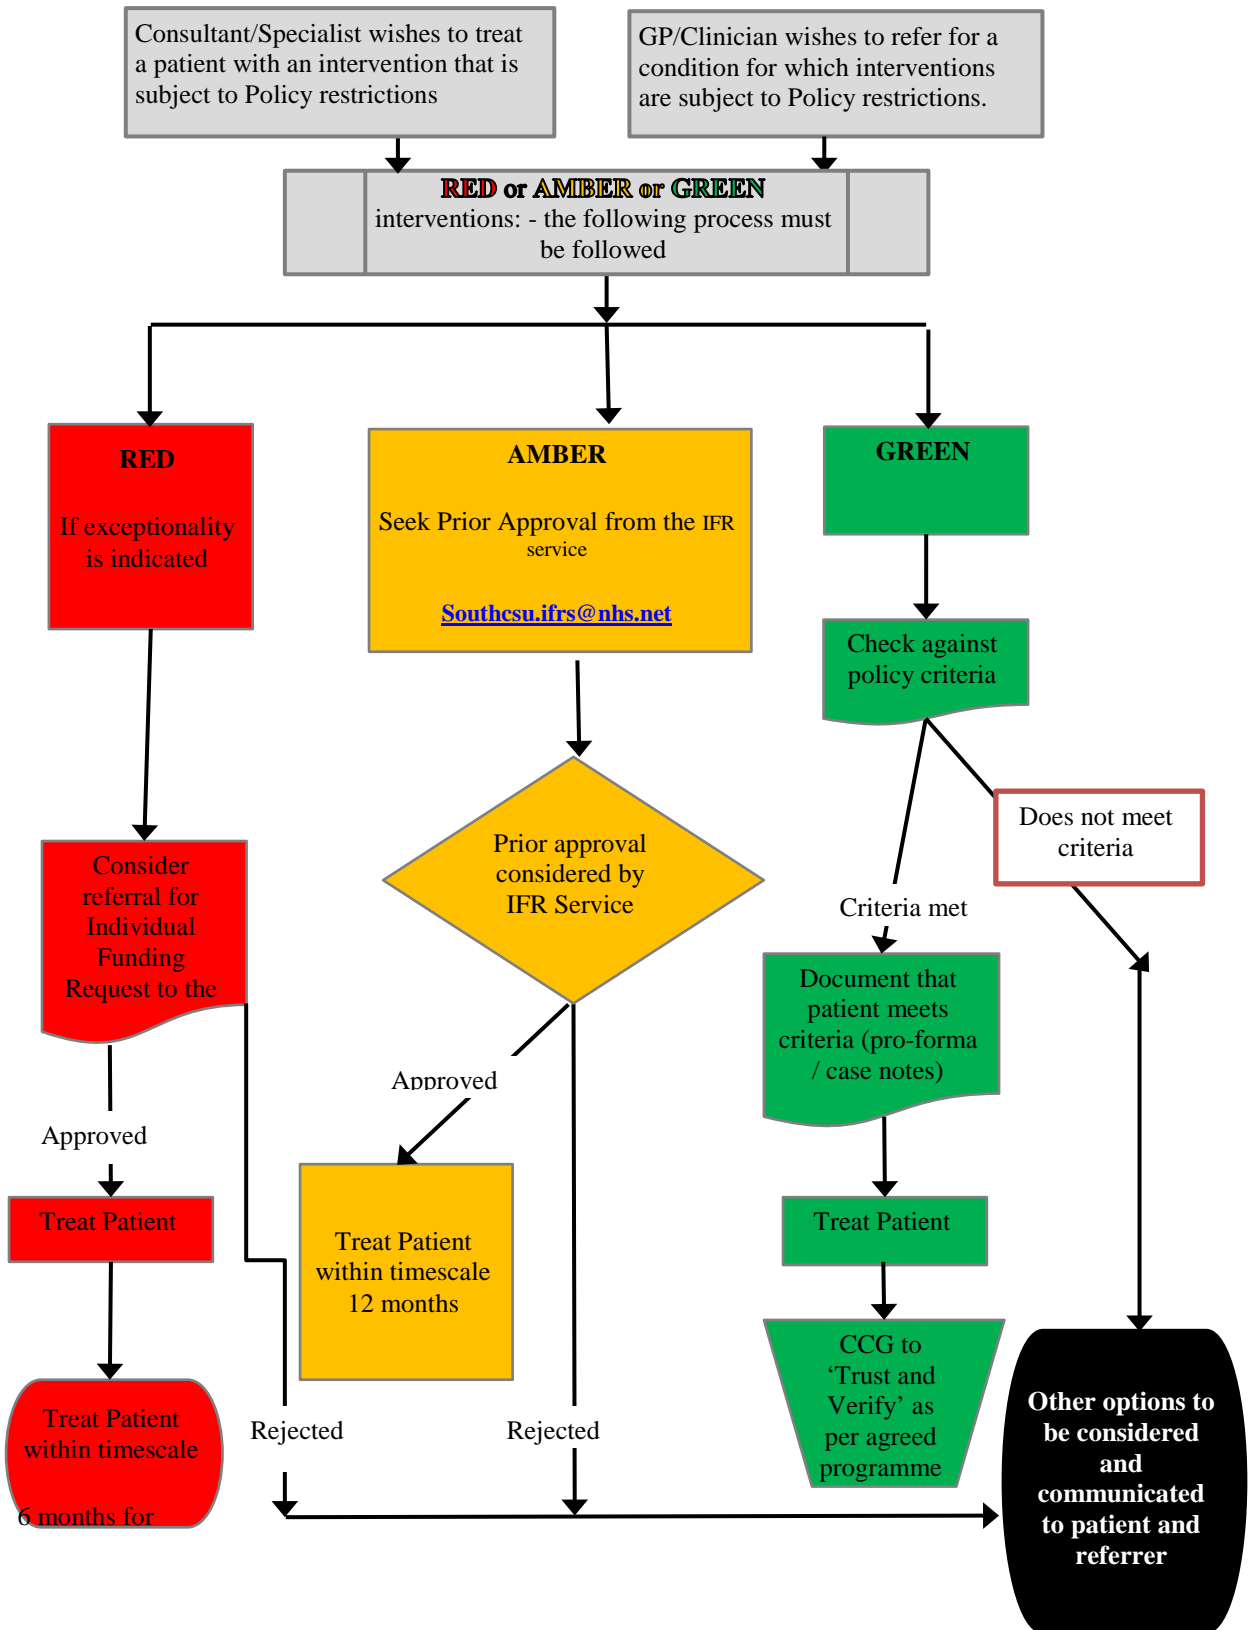 Consultant/Specialist wishes to treat
a patient with an intervention that is
subject to Policy restrictions
GP/Clinician wishes to refer for a
condition for which interventions
are subject to Policy restrictions.
RED or AMBER or GREEN
interventions: - the following process must
be followed
RED
If exceptionality
is indicated
AMBER
Seek Prior Approval from the IFR
service
Southcsu.ifrs@nhs.net
GREEN
Check against
policy criteria
Does not meet
criteria
Consider
referral for
Individual
Funding
Request to the
Prior approval
considered by
IFR Service
Criteria met
Document that
patient meets
criteria (pro-forma
/ case notes)
Approved
Approved
Treat Patient
Treat Patient
within timescale
12 months
Treat Patient
CCG to
‘Trust and
Verify’ as
per agreed
programme
Treat Patient
within timescale
6 months for
Rejected
Rejected
Other options to
be considered
and
communicated
to patient and
referrer